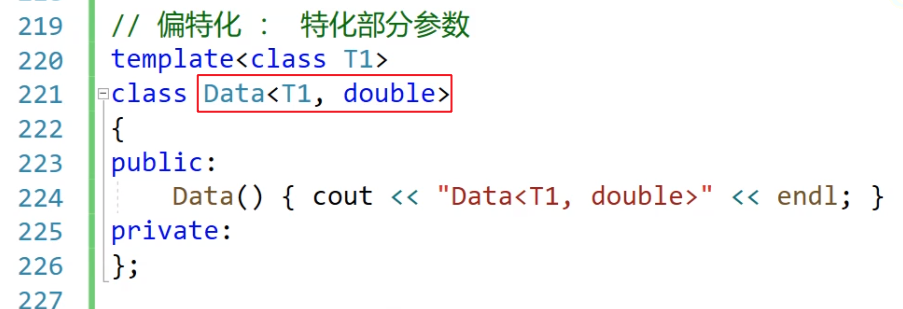 219 // 偏特化 ： 特化部分参数
220 template<class T1>
221 class Data<T1, double>
222 {
223 public:
224 Data() { cout << "Data<T1, double>" << endl; }
225 private:
226 };
227